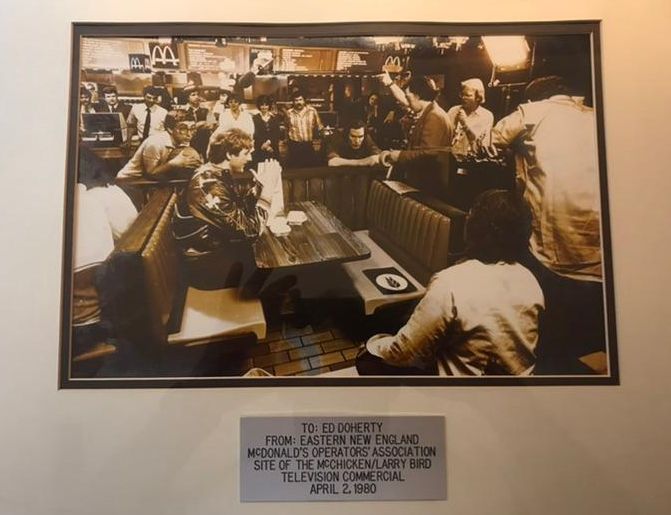 TO: ED DOHERTY
FROM: EASTERN NEW ENGLAND
McDONALD'S OPERATORS' ASSOCIATION
SITE OF THE McCHICKEN/LARRY BIRD
TELEVISION COMMERCIAL
APRIL 2, 1980